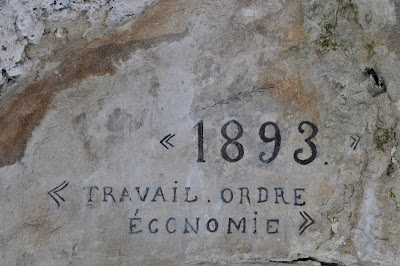 « 1893. »
« TRAVAIL. ORDRE
ÉCONOMIE »